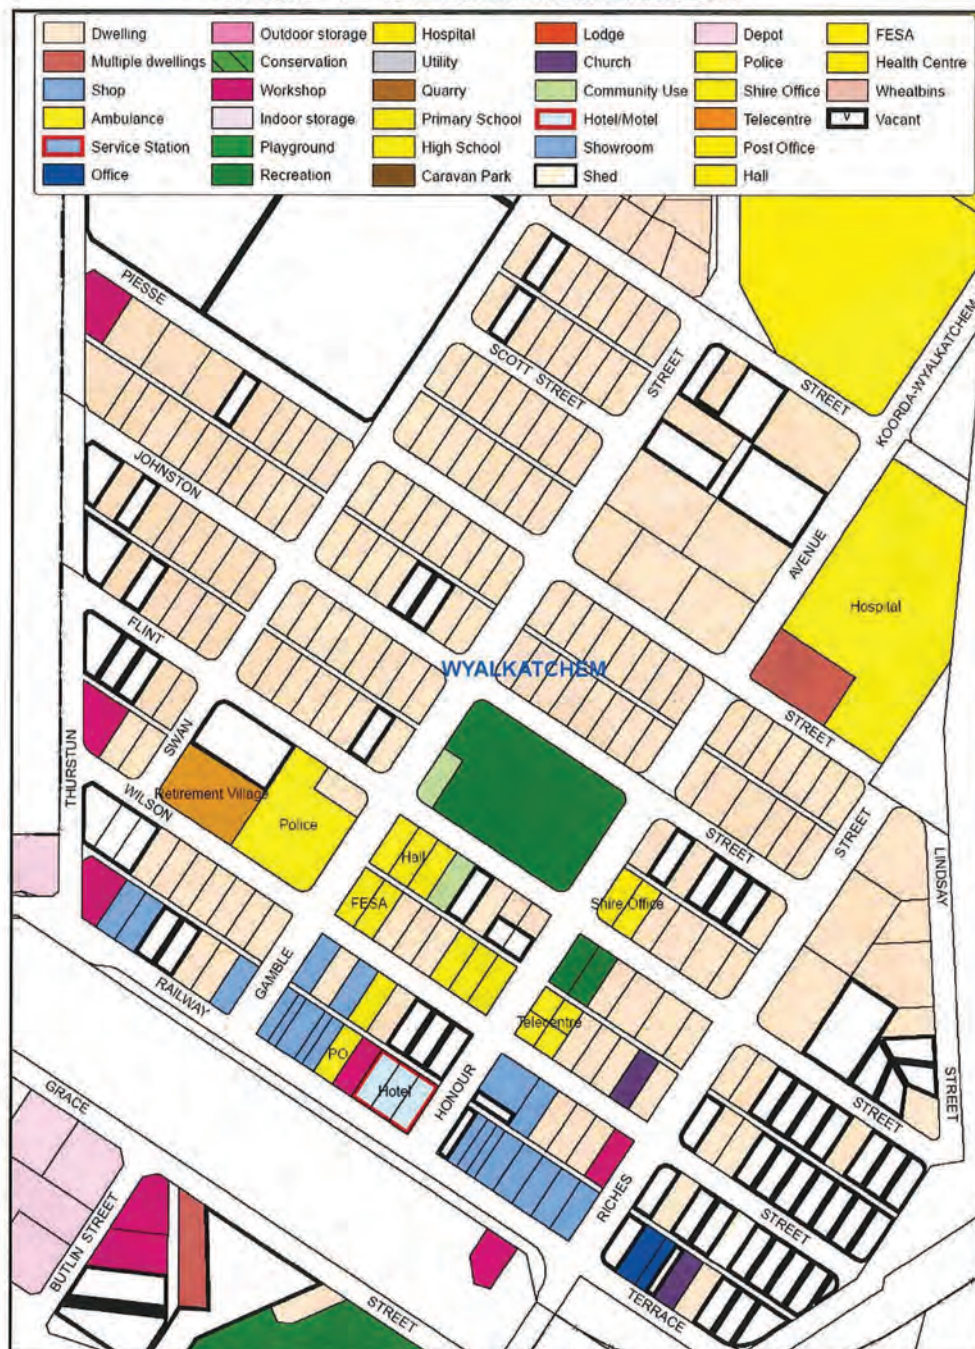 Dwelling
Multiple dwellings
Shop
Ambulance
Service Station
Office
Outdoor storage
Conservation
Workshop
Indoor storage
Playground
Recreation
Hospital
Utility
Quarry
Primary School
High School
Caravan Park
Lodge
Church
Community Use
Hotel/Motel
Showroom
Shed
Depot
Police
Shire Office
Telecentre
Post Office
Hall
FESA
Health Centre
Wheatbins
V
Vacant
PIESSE
SCOTT STREET
STREET
STREET
KOORDA-WYALKATCHEM
JOHNSTON
AVENUE
Hospital
FLINT
WYALKATCHEM
STREET
SWAN
THURSTUN
WILSON
Retirement Village
Police
STREET
STREET
LINDSAY
Hall
FESA
Shire Office
GAMBLE
RAILWAY
Telecentre
PO
Hotel
HONOUR
STREET
STREET
GRACE
RICHES
STREET
BUTLIN STREET
STREET
TERRACE